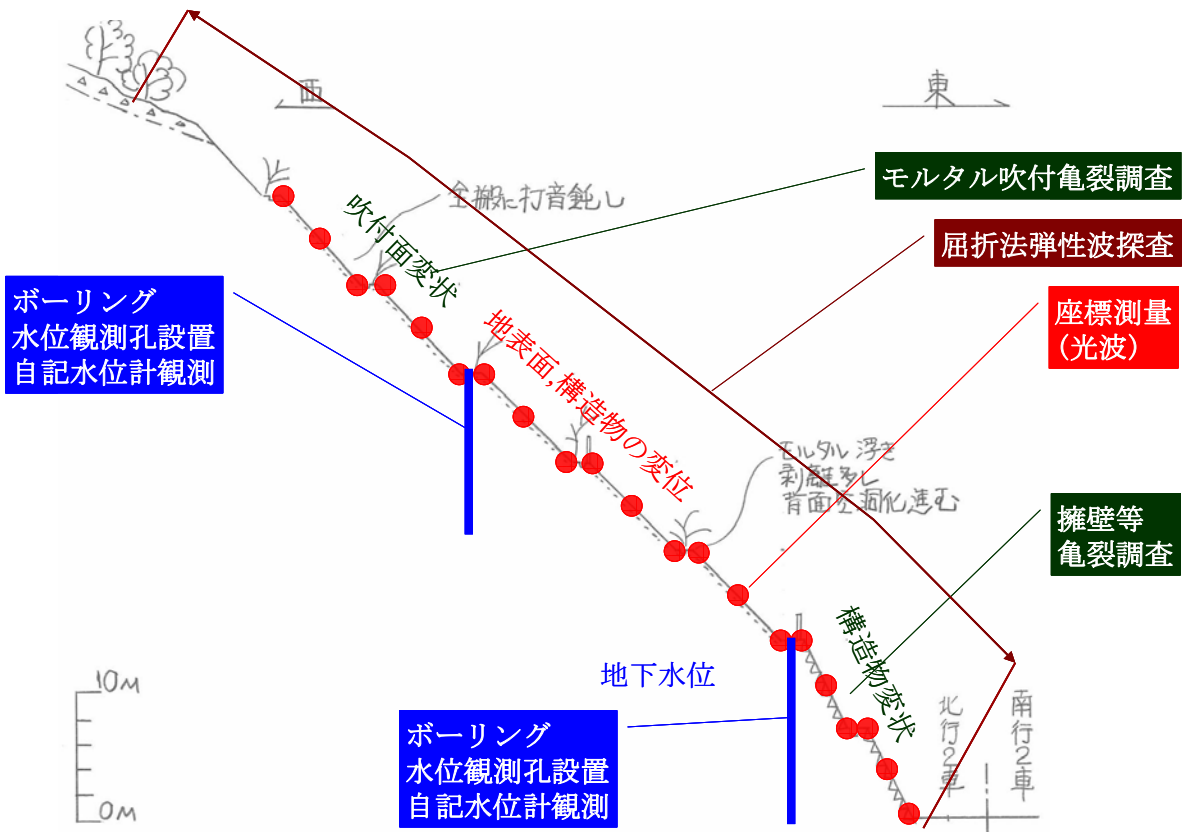 西
東
モルタル吹付亀裂調査
全搬に打音鈍し
吹付面変状
屈折法弾性波探査
ボーリング
水位観測孔設置
自記水位計観測
座標測量
（光波）
地表面,構造物の変位
モルタル浮き
剥離多し
背面空洞化進む
擁壁等
亀裂調査
構造物変状
地下水位
10M
0M
ボーリング
水位観測孔設置
自記水位計観測
北行2車
南行2車